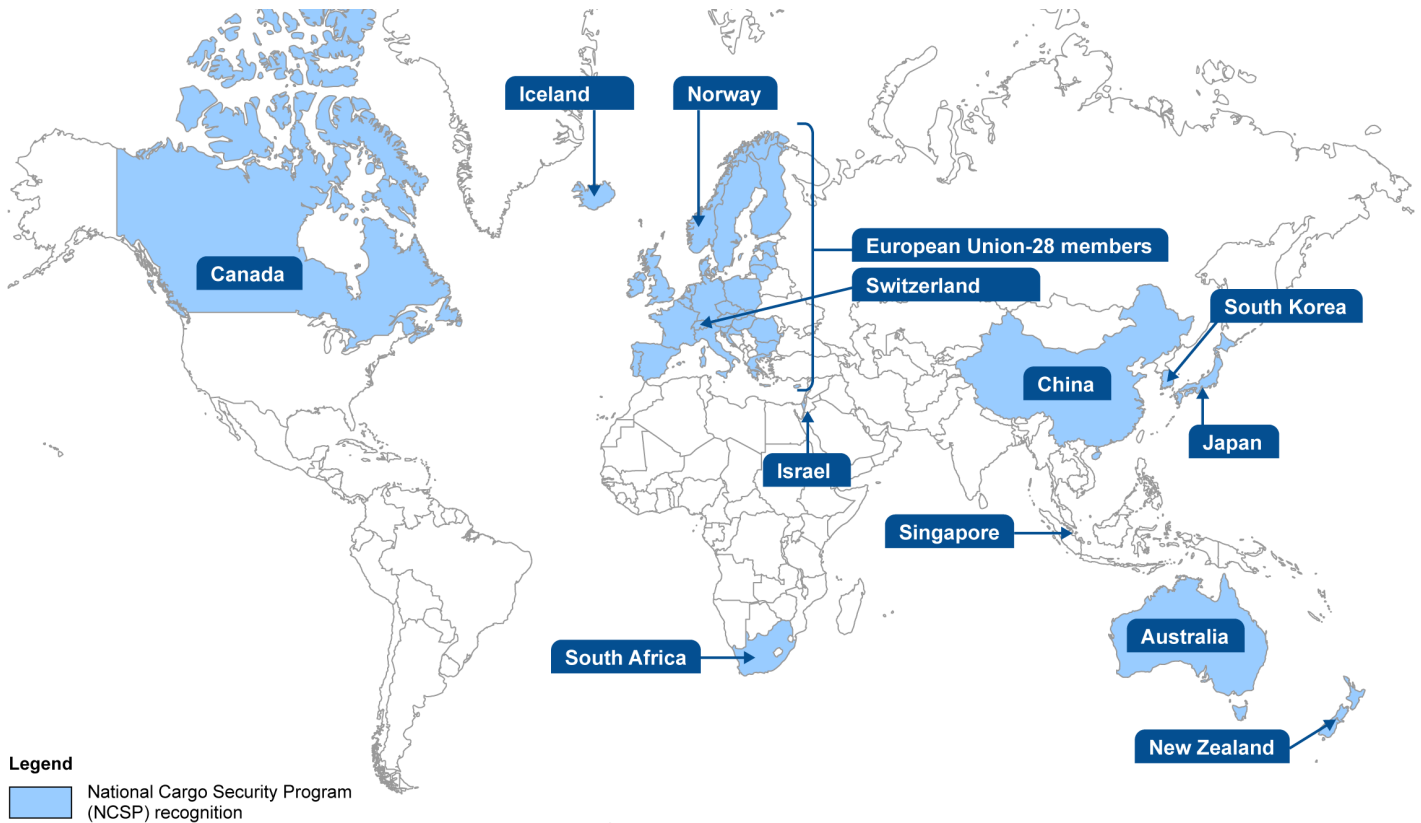 Iceland
Norway
European Union-28 members
Canada
Switzerland
South Korea
China
Japan
Israel
Singapore
Australia
South Africa
New Zealand
Legend
National Cargo Security Program
(NCSP) recognition